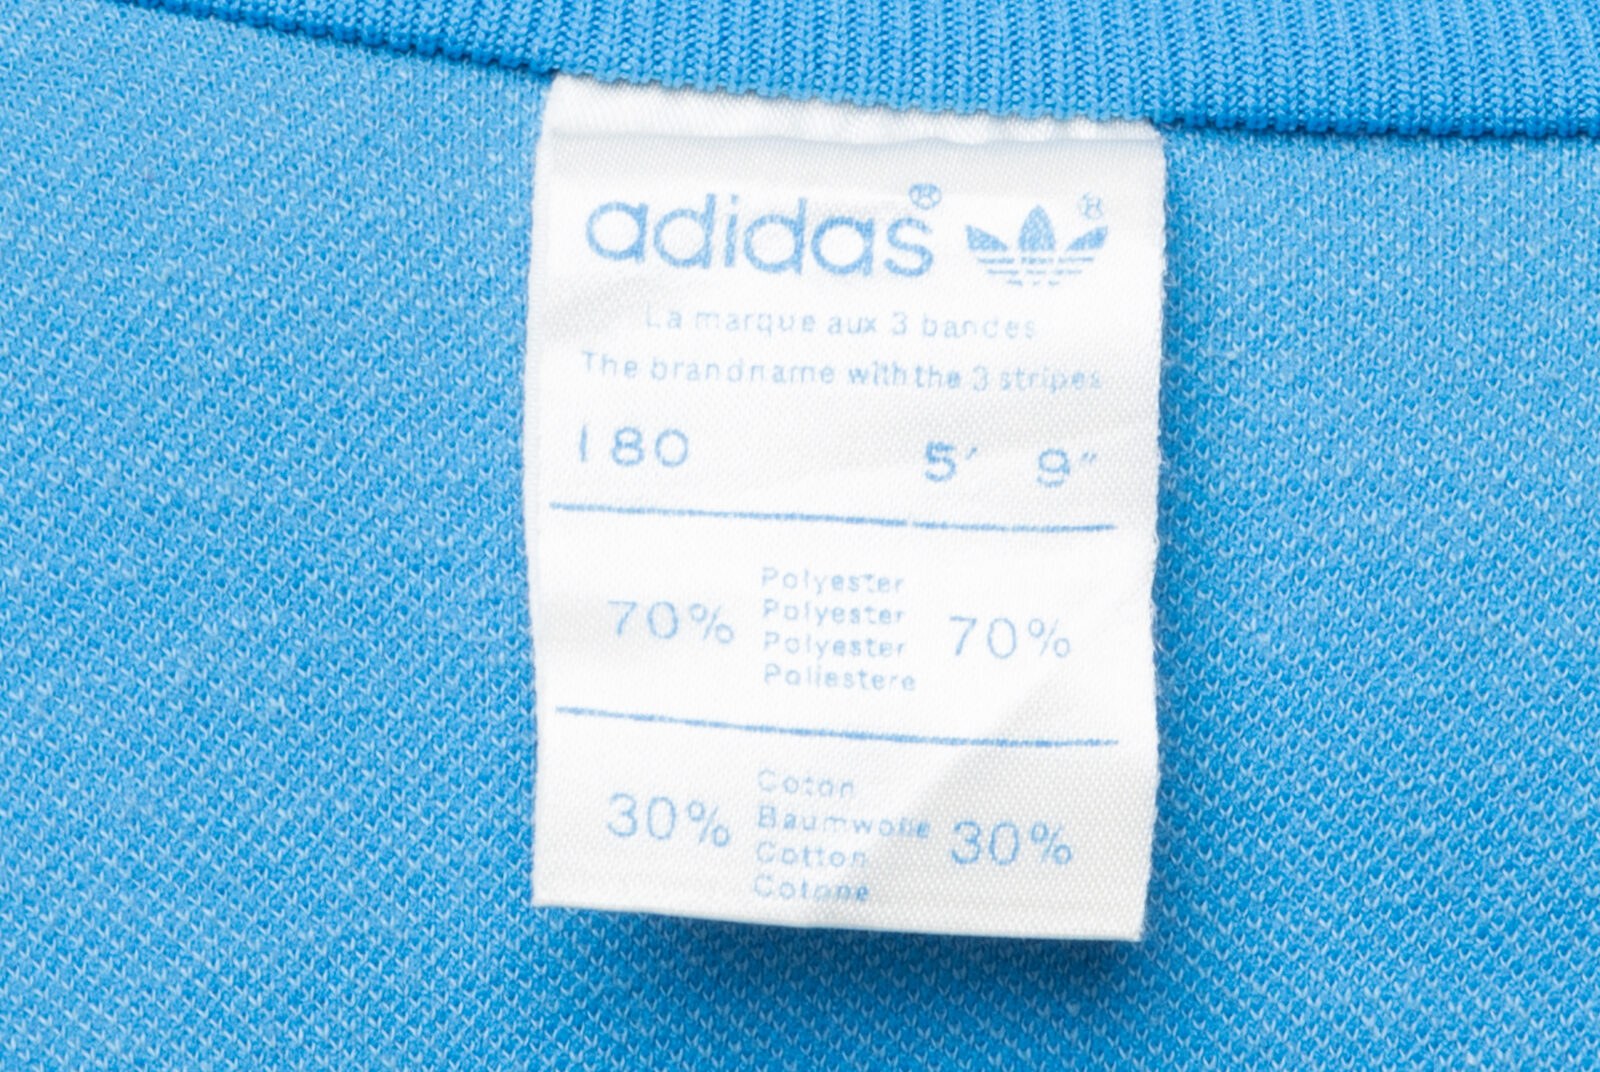 adidas®  ®
La marque aux 3 bandes
The brandname with the 3 stripes
180 5′ 9″
Polyester
70% Polyester 70%
Polyester
Poliestere
Coton
30% Baumwolle 30%
Cotton
Cotone